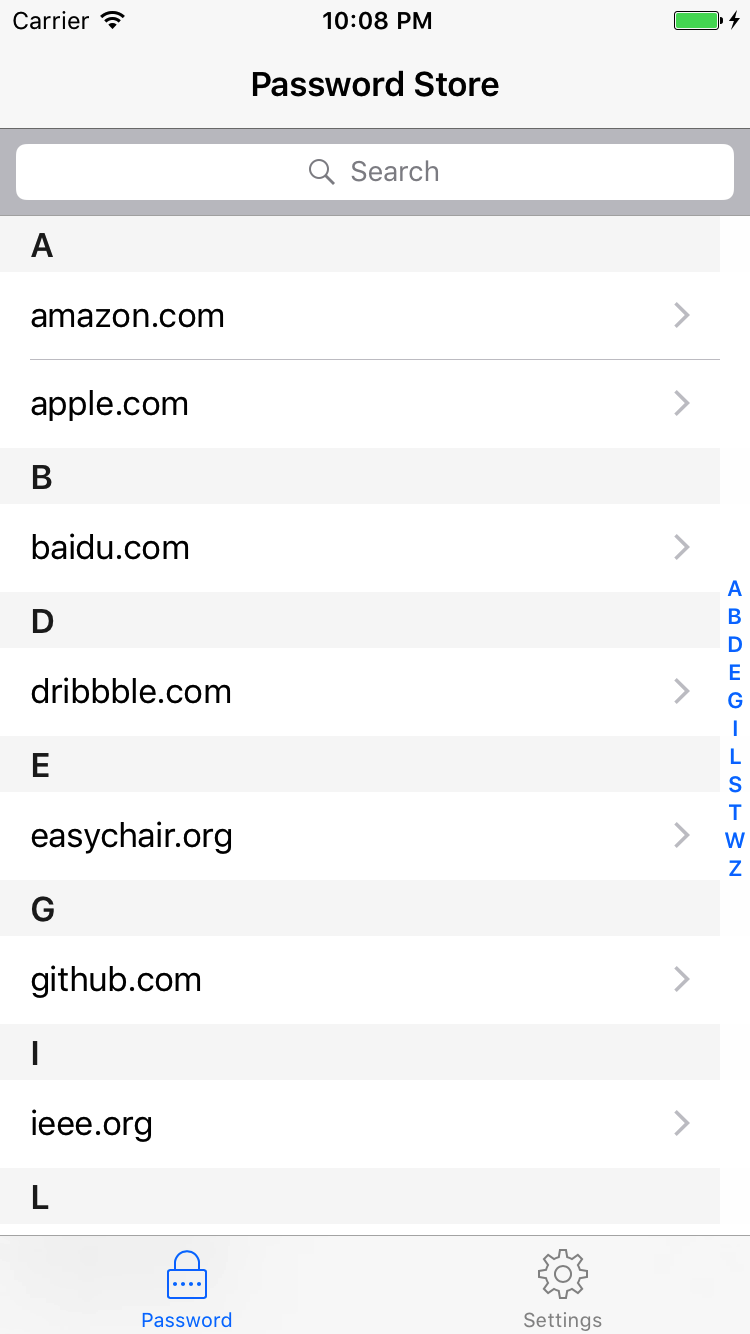 Carrier 10:08 PM
Password Store
Search
A
amazon.com
apple.com
B
baidu.com
D
dribbble.com
E
easychair.org
G
github.com
I
ieee.org
L
A
B
D
E
G
I
L
S
T
W
Z
Password Settings